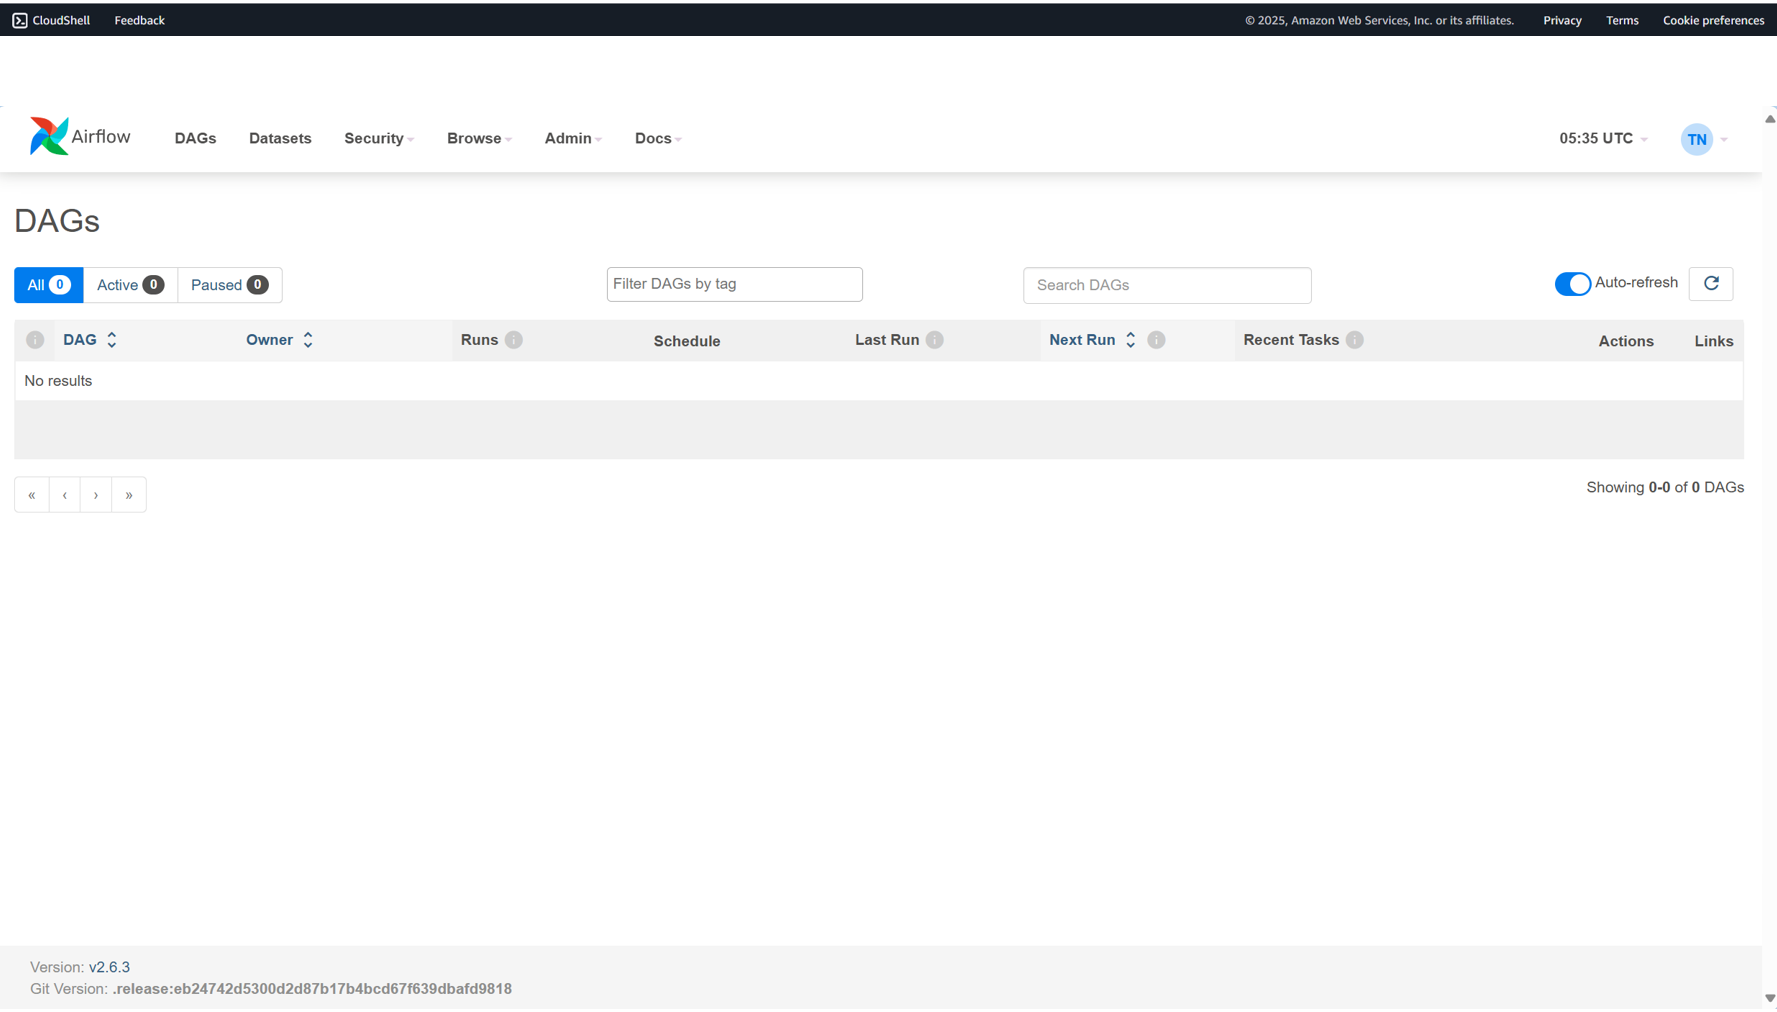 CloudShell Feedback © 2025, Amazon Web Services, Inc. or its affiliates. Privacy Terms Cookie preferences
Airflow DAGs Datasets Security Browse Admin Docs 05:35 UTC TN
DAGs
All 0 Active 0 Paused 0 Filter DAGs by tag Search DAGs Auto-refresh
DAG Owner Runs Schedule Last Run Next Run Recent Tasks Actions Links
No results
« ‹ › » Showing 0-0 of 0 DAGs
Version: v2.6.3
Git Version: .release:eb24742d5300d2d87b17b4bcd67f639dbafd9818